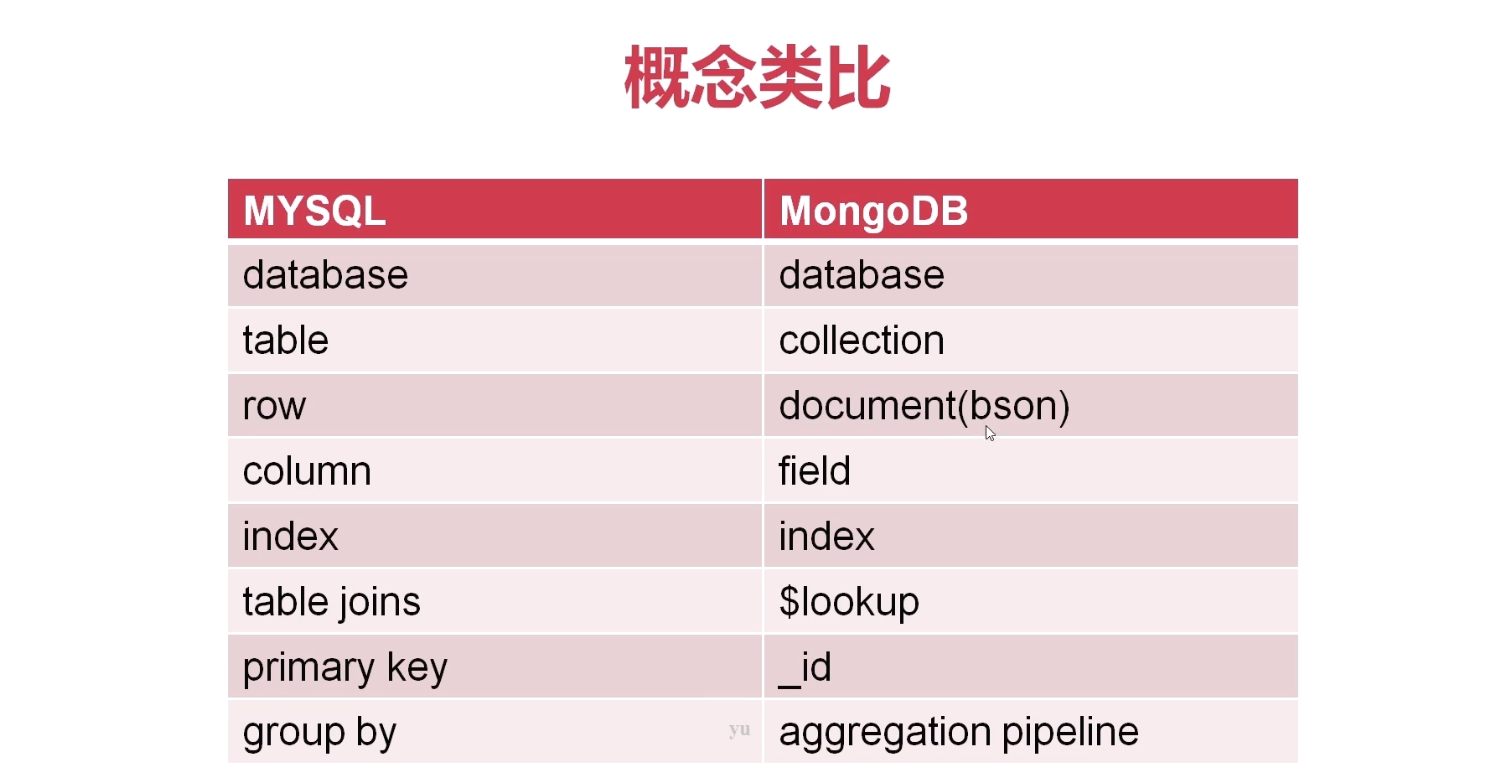 概念类比
MYSQL MongoDB
database database
table collection
row document(bson)
column field
index index
table joins $lookup
primary key _id
group by yu aggregation pipeline